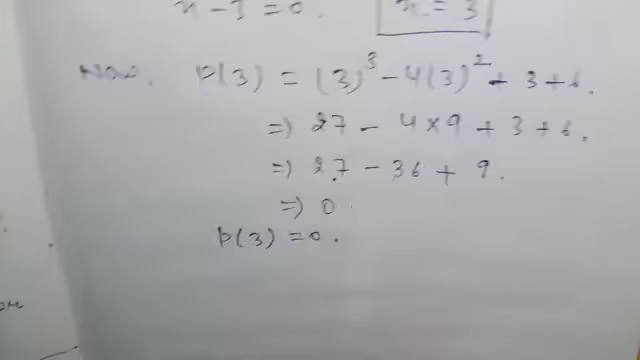 x - 3 = 0. x = 3
Now, p(3) = (3)³ - 4(3)² + 3 + 6.
=) 27 - 4 × 9 + 3 + 6.
=) 27 - 36 + 9.
=) 0.
p(3) = 0.